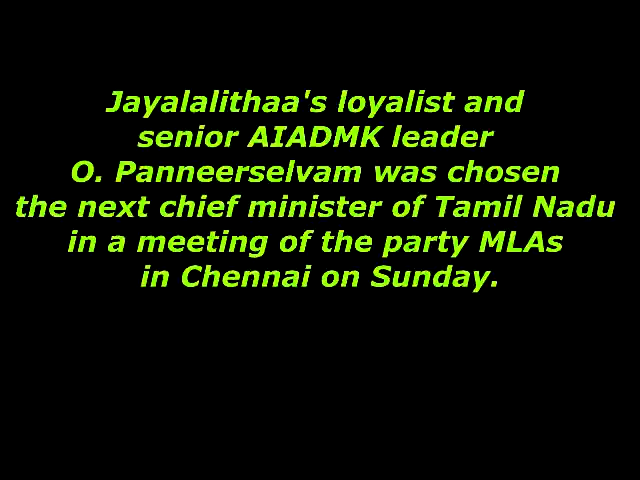 Jayalalithaa's loyalist and
senior AIADMK leader
O. Panneerselvam was chosen
the next chief minister of Tamil Nadu
in a meeting of the party MLAs
in Chennai on Sunday.